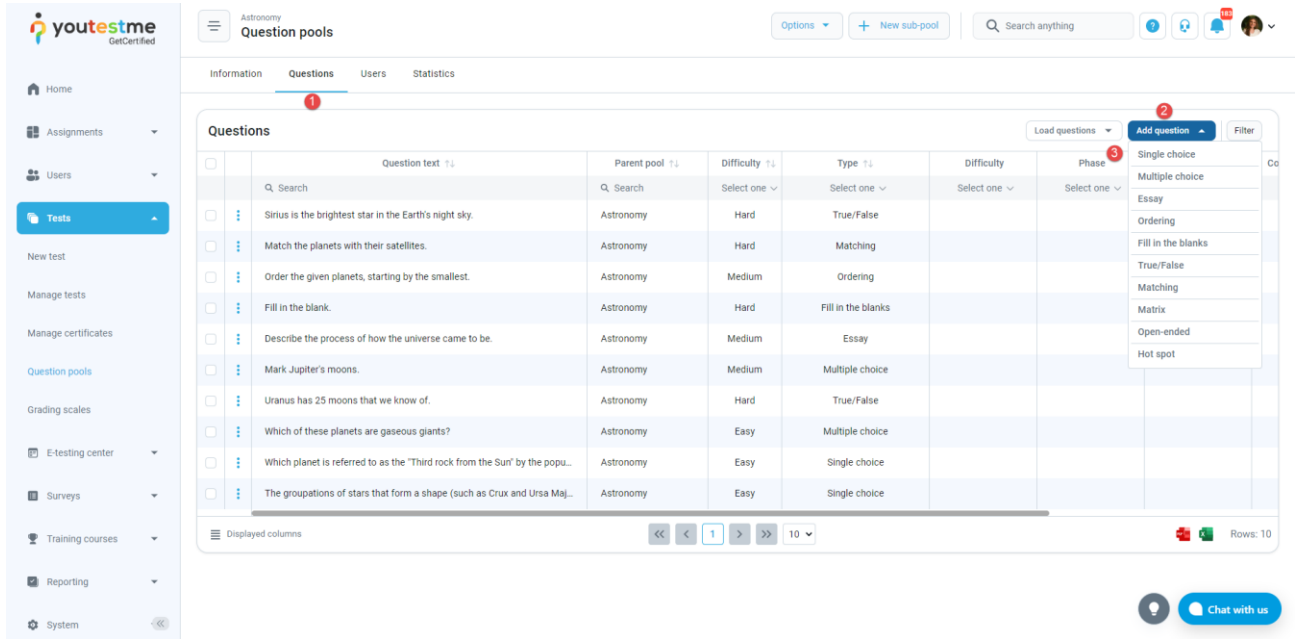 youtestme
GetCertified
Astronomy
Question pools
Options
New sub-pool
Search anything
?
183
Home
Assignments
Users
Tests
New test
Manage tests
Manage certificates
Question pools
Grading scales
E-testing center
Surveys
Training courses
Reporting
System
Information Questions Users Statistics
1
2
Questions
Load questions
Add question
Filter
3
Single choice
Multiple choice
Essay
Ordering
Fill in the blanks
True/False
Matching
Matrix
Open-ended
Hot spot
Question text Parent pool Difficulty Type Difficulty Phase Co
Search Search Select one Select one Select one Select one
Sirius is the brightest star in the Earth's night sky. Astronomy Hard True/False
Match the planets with their satellites. Astronomy Hard Matching
Order the given planets, starting by the smallest. Astronomy Medium Ordering
Fill in the blank. Astronomy Hard Fill in the blanks
Describe the process of how the universe came to be. Astronomy Medium Essay
Mark Jupiter's moons. Astronomy Medium Multiple choice
Uranus has 25 moons that we know of. Astronomy Hard True/False
Which of these planets are gaseous giants? Astronomy Easy Multiple choice
Which planet is referred to as the "Third rock from the Sun" by the popu... Astronomy Easy Single choice
The groupations of stars that form a shape (such as Crux and Ursa Maj... Astronomy Easy Single choice
Displayed columns
1
10
Rows: 10
Chat with us